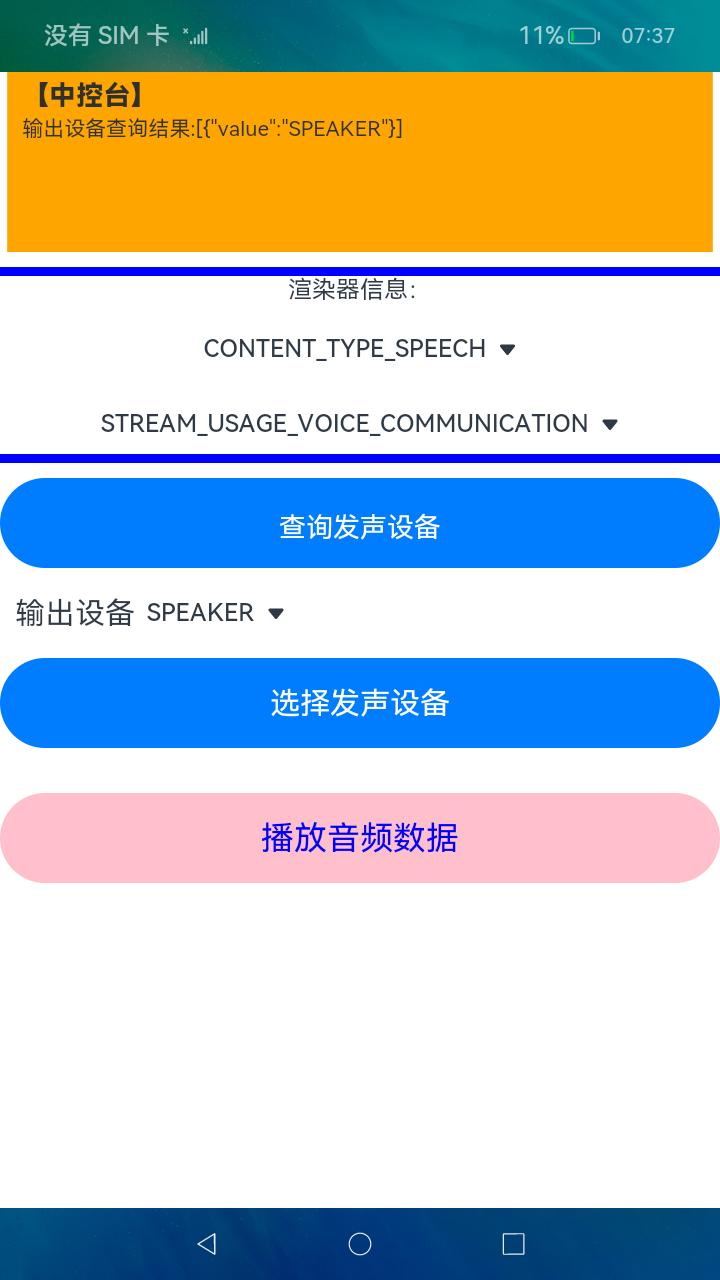 没有 SIM 卡 11% 07:37
【中控台】
输出设备查询结果:[{"value":"SPEAKER"}]
渲染器信息:
CONTENT_TYPE_SPEECH
STREAM_USAGE_VOICE_COMMUNICATION
查询发声设备
输出设备 SPEAKER
选择发声设备
播放音频数据